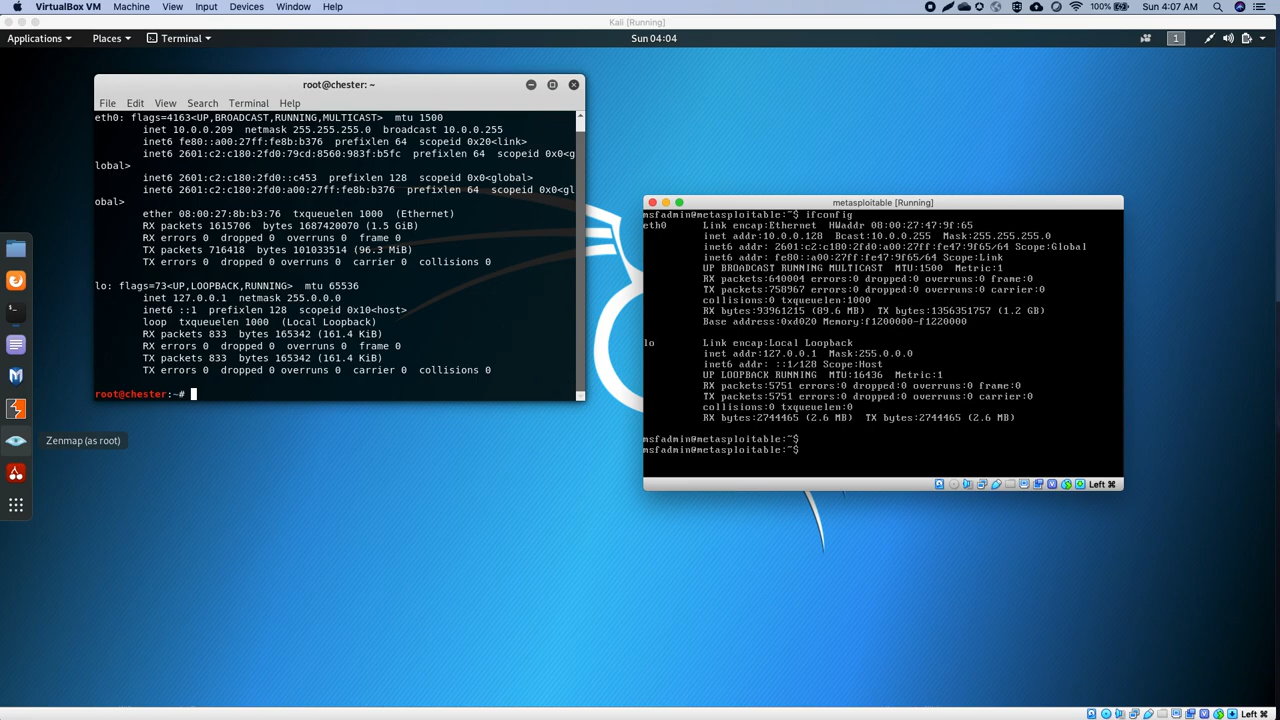 VirtualBox VM Machine View Input Devices Window Help 100% Sun 4:07 AM
Kali [Running]
Applications Places Terminal Sun 04:04 1
root@chester: ~
File Edit View Search Terminal Help
eth0: flags=4163<UP,BROADCAST,RUNNING,MULTICAST>  mtu 1500
inet 10.0.0.209  netmask 255.255.255.0  broadcast 10.0.0.255
inet6 fe80::a00:27ff:fe8b:b376  prefixlen 64  scopeid 0x20<link>
inet6 2601:c2:c180:2fd0:79cd:8560:983f:b5fc  prefixlen 64  scopeid 0x0<g
lobal>
inet6 2601:c2:c180:2fd0::c453  prefixlen 128  scopeid 0x0<global>
inet6 2601:c2:c180:2fd0:a00:27ff:fe8b:b376  prefixlen 64  scopeid 0x0<gl
obal>
ether 08:00:27:8b:b3:76  txqueuelen 1000  (Ethernet)
RX packets 1615706  bytes 1687420070 (1.5 GiB)
RX errors 0  dropped 0  overruns 0  frame 0
TX packets 716418  bytes 101033514 (96.3 MiB)
TX errors 0  dropped 0 overruns 0  carrier 0  collisions 0
lo: flags=73<UP,LOOPBACK,RUNNING>  mtu 65536
inet 127.0.0.1  netmask 255.0.0.0
inet6 ::1  prefixlen 128  scopeid 0x10<host>
loop  txqueuelen 1000  (Local Loopback)
RX packets 833  bytes 165342 (161.4 KiB)
RX errors 0  dropped 0  overruns 0  frame 0
TX packets 833  bytes 165342 (161.4 KiB)
TX errors 0  dropped 0 overruns 0  carrier 0  collisions 0
root@chester:~#
Zenmap (as root)
metasploitable [Running]
msfadmin@metasploitable:~$ ifconfig
eth0 Link encap:Ethernet  HWaddr 08:00:27:47:9f:65
inet addr:10.0.0.128  Bcast:10.0.0.255  Mask:255.255.255.0
inet6 addr: 2601:c2:c180:2fd0:a00:27ff:fe47:9f65/64 Scope:Global
inet6 addr: fe80::a00:27ff:fe47:9f65/64 Scope:Link
UP BROADCAST RUNNING MULTICAST  MTU:1500  Metric:1
RX packets:640004 errors:0 dropped:0 overruns:0 frame:0
TX packets:758967 errors:0 dropped:0 overruns:0 carrier:0
collisions:0 txqueuelen:1000
RX bytes:93961215 (89.6 MB)  TX bytes:1356351757 (1.2 GB)
Base address:0xd020 Memory:f1200000-f1220000
lo Link encap:Local Loopback
inet addr:127.0.0.1  Mask:255.0.0.0
inet6 addr: ::1/128 Scope:Host
UP LOOPBACK RUNNING  MTU:16436  Metric:1
RX packets:5751 errors:0 dropped:0 overruns:0 frame:0
TX packets:5751 errors:0 dropped:0 overruns:0 carrier:0
collisions:0 txqueuelen:0
RX bytes:2744465 (2.6 MB)  TX bytes:2744465 (2.6 MB)
msfadmin@metasploitable:~$
msfadmin@metasploitable:~$
Left ⌘
Left ⌘